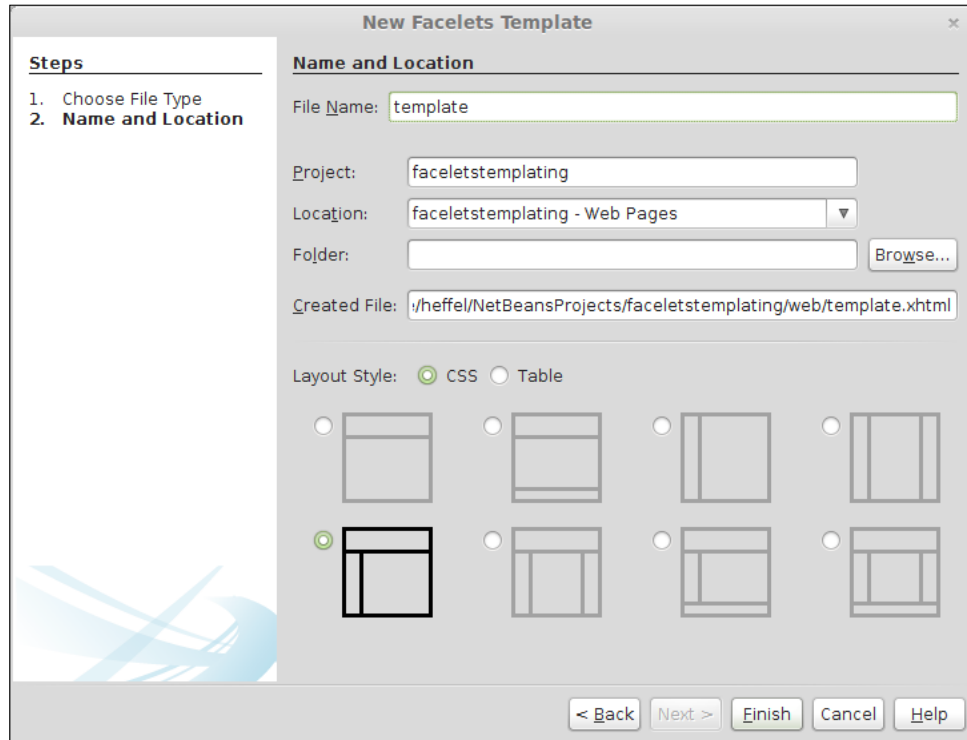 New Facelets Template
Steps
1. Choose File Type
2. Name and Location
Name and Location
File Name: template
Project: faceletstemplating
Location: faceletstemplating - Web Pages
Folder: Browse...
Created File: /heffel/NetBeansProjects/faceletstemplating/web/template.xhtml
Layout Style: CSS Table
< Back Next > Finish Cancel Help